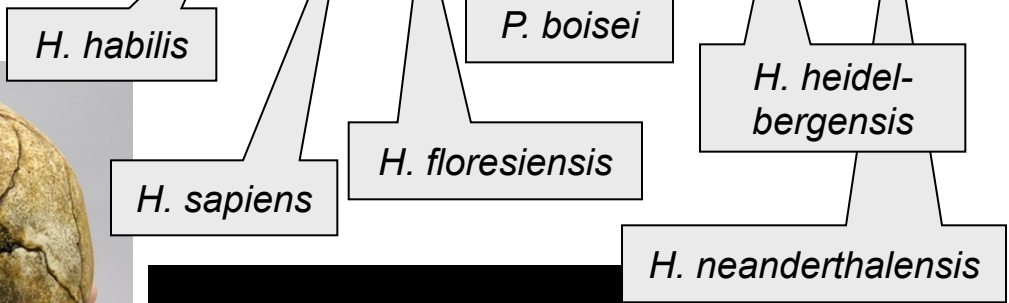 P. boisei
H. habilis
H. heidel-
bergensis
H. floresiensis
H. sapiens
H. neanderthalensis